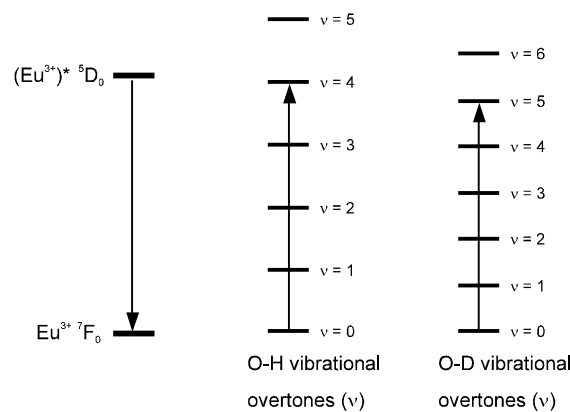 (Eu³⁺)* ⁵D₀
Eu³⁺ ⁷F₀
ν = 5
ν = 4
ν = 3
ν = 2
ν = 1
ν = 0
O-H vibrational
overtones (ν)
ν = 6
ν = 5
ν = 4
ν = 3
ν = 2
ν = 1
ν = 0
O-D vibrational
overtones (ν)